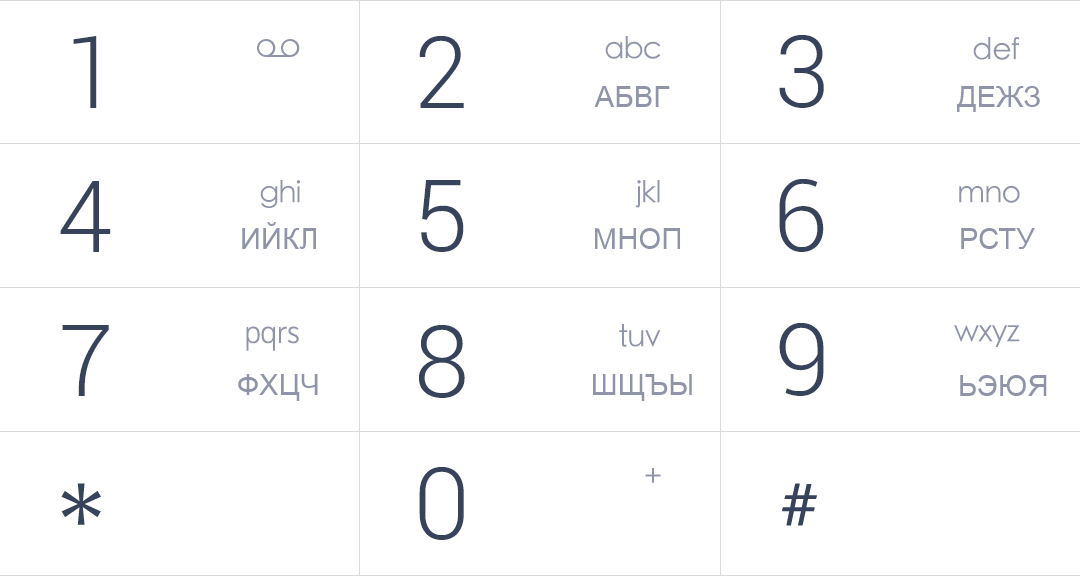 1
2 abc
АБВГ
3 def
ДЕЖЗ
4 ghi
ИЙКЛ
5 jkl
МНОП
6 mno
РСТУ
7 pqrs
ФХЦЧ
8 tuv
ШЩЪЫ
9 wxyz
ЬЭЮЯ
*
0 +
#